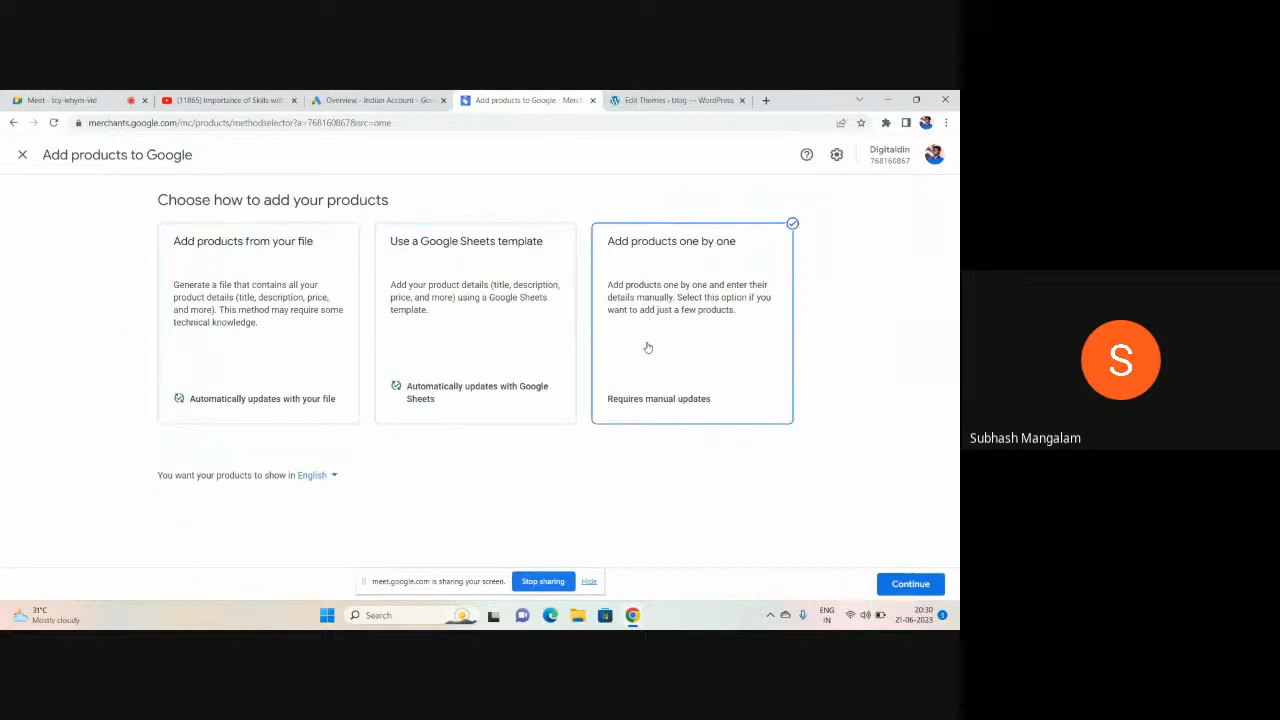 Meet - tcy-whym-vid
(11865) Importance of Skills with
Overview - Indian Account - Goo
Add products to Google - Merch
Edit Themes ‹ blog — WordPress
merchants.google.com/mc/products/methodselector?a=768160867&src=ome
Add products to Google
Digitaldin
768160867
Choose how to add your products
Add products from your file
Generate a file that contains all your
product details (title, description, price,
and more). This method may require some
technical knowledge.
Automatically updates with your file
Use a Google Sheets template
Add your product details (title, description,
price, and more) using a Google Sheets
template.
Automatically updates with Google
Sheets
Add products one by one
Add products one by one and enter their
details manually. Select this option if you
want to add just a few products.
Requires manual updates
You want your products to show in English
meet.google.com is sharing your screen.
Stop sharing
Hide
Continue
S
Subhash Mangalam
31°C
Mostly cloudy
Search
ENG
IN
20:30
21-06-2023
3